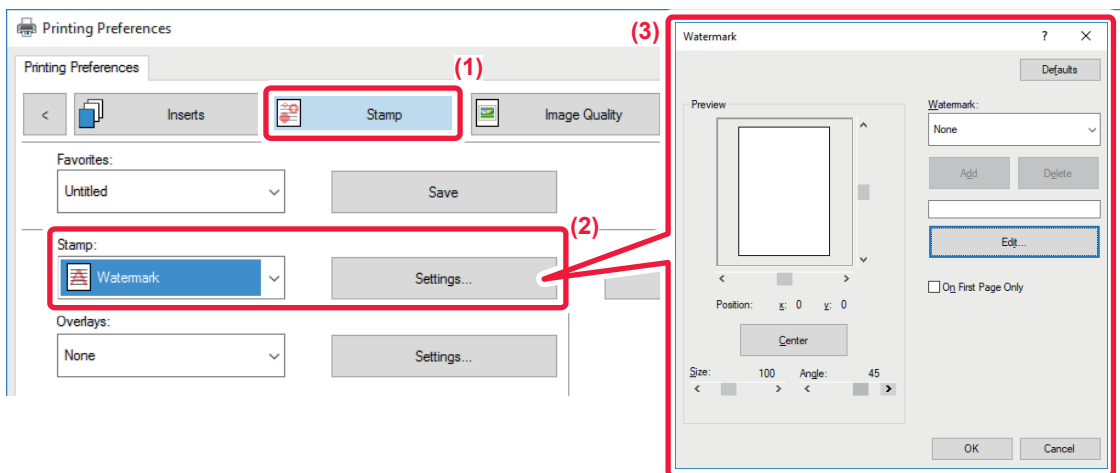 Printing Preferences
Printing Preferences
(1)
< Inserts Stamp Image Quality
Favorites:
Untitled Save
(2)
Stamp:
Watermark Settings...
Overlays:
None Settings...
(3)
Watermark ? ×
Defaults
Preview
Watermark:
None
Add Delete
Edit...
On First Page Only
Position: x: 0 y: 0
Center
Size: 100 Angle: 45
OK Cancel